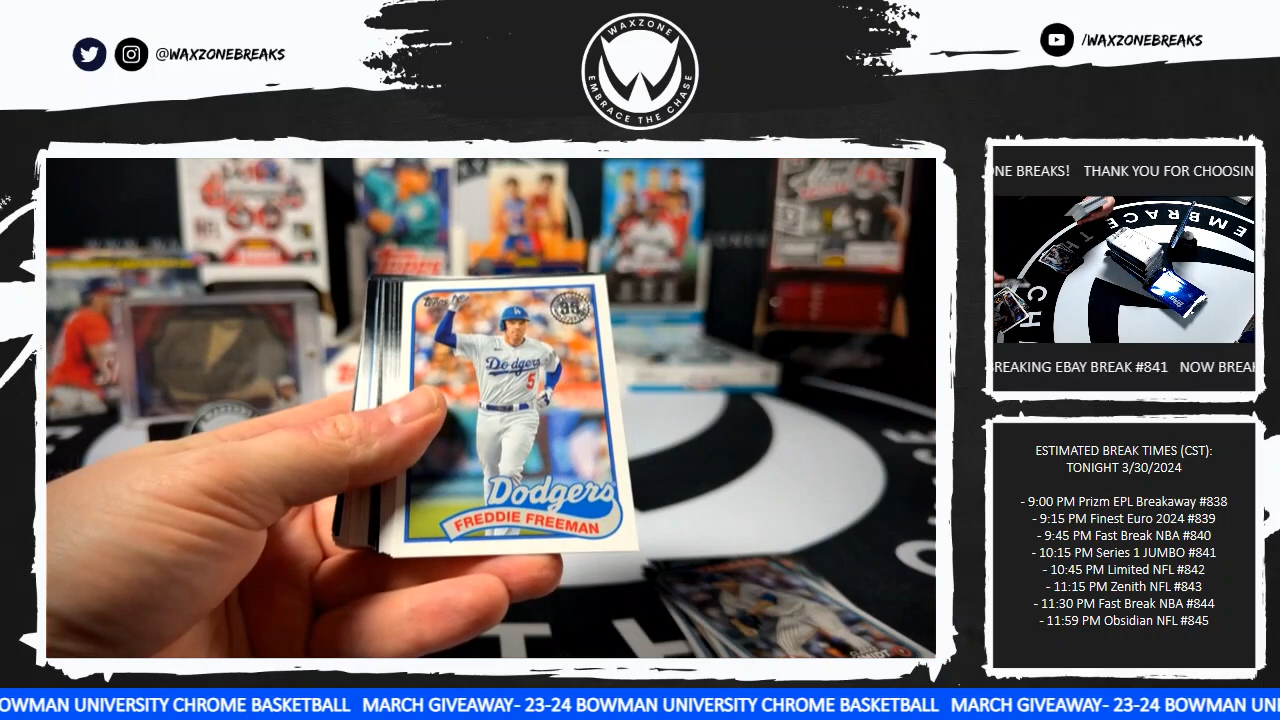 @WAXZONEBREAKS
WAXZONE
EMBRACE THE CHASE
/WAXZONEBREAKS
NFL
topps
Dodgers
5
Dodgers
FREDDIE FREEMAN
NE BREAKS! THANK YOU FOR CHOOSIN
EMBRACE
TH
C
H
REAKING EBAY BREAK #841 NOW BREAK
ESTIMATED BREAK TIMES (CST):
TONIGHT 3/30/2024
- 9:00 PM Prizm EPL Breakaway #838
- 9:15 PM Finest Euro 2024 #839
- 9:45 PM Fast Break NBA #840
- 10:15 PM Series 1 JUMBO #841
- 10:45 PM Limited NFL #842
- 11:15 PM Zenith NFL #843
- 11:30 PM Fast Break NBA #844
- 11:59 PM Obsidian NFL #845
OWMAN UNIVERSITY CHROME BASKETBALL MARCH GIVEAWAY- 23-24 BOWMAN UNIVERSITY CHROME BASKETBALL MARCH GIVEAWAY- 23-24 BOWMAN UNI